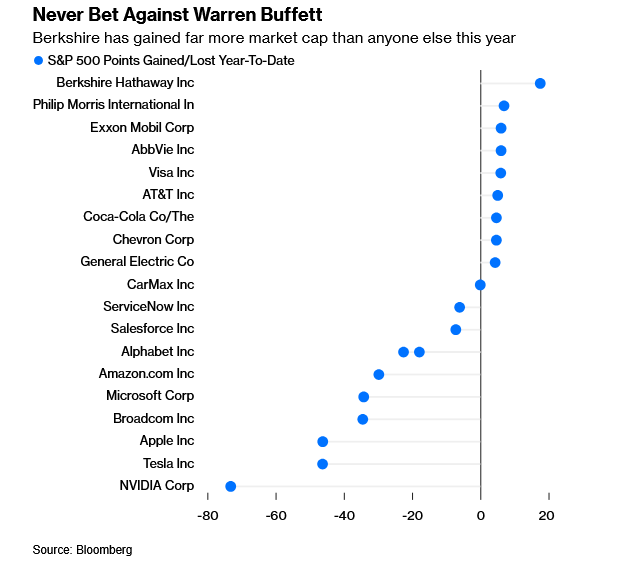 Never Bet Against Warren Buffett
Berkshire has gained far more market cap than anyone else this year
S&P 500 Points Gained/Lost Year-To-Date
Berkshire Hathaway Inc
Philip Morris International In
Exxon Mobil Corp
AbbVie Inc
Visa Inc
AT&T Inc
Coca-Cola Co/The
Chevron Corp
General Electric Co
CarMax Inc
ServiceNow Inc
Salesforce Inc
Alphabet Inc
Amazon.com Inc
Microsoft Corp
Broadcom Inc
Apple Inc
Tesla Inc
NVIDIA Corp
-80 -60 -40 -20 0 20
Source: Bloomberg